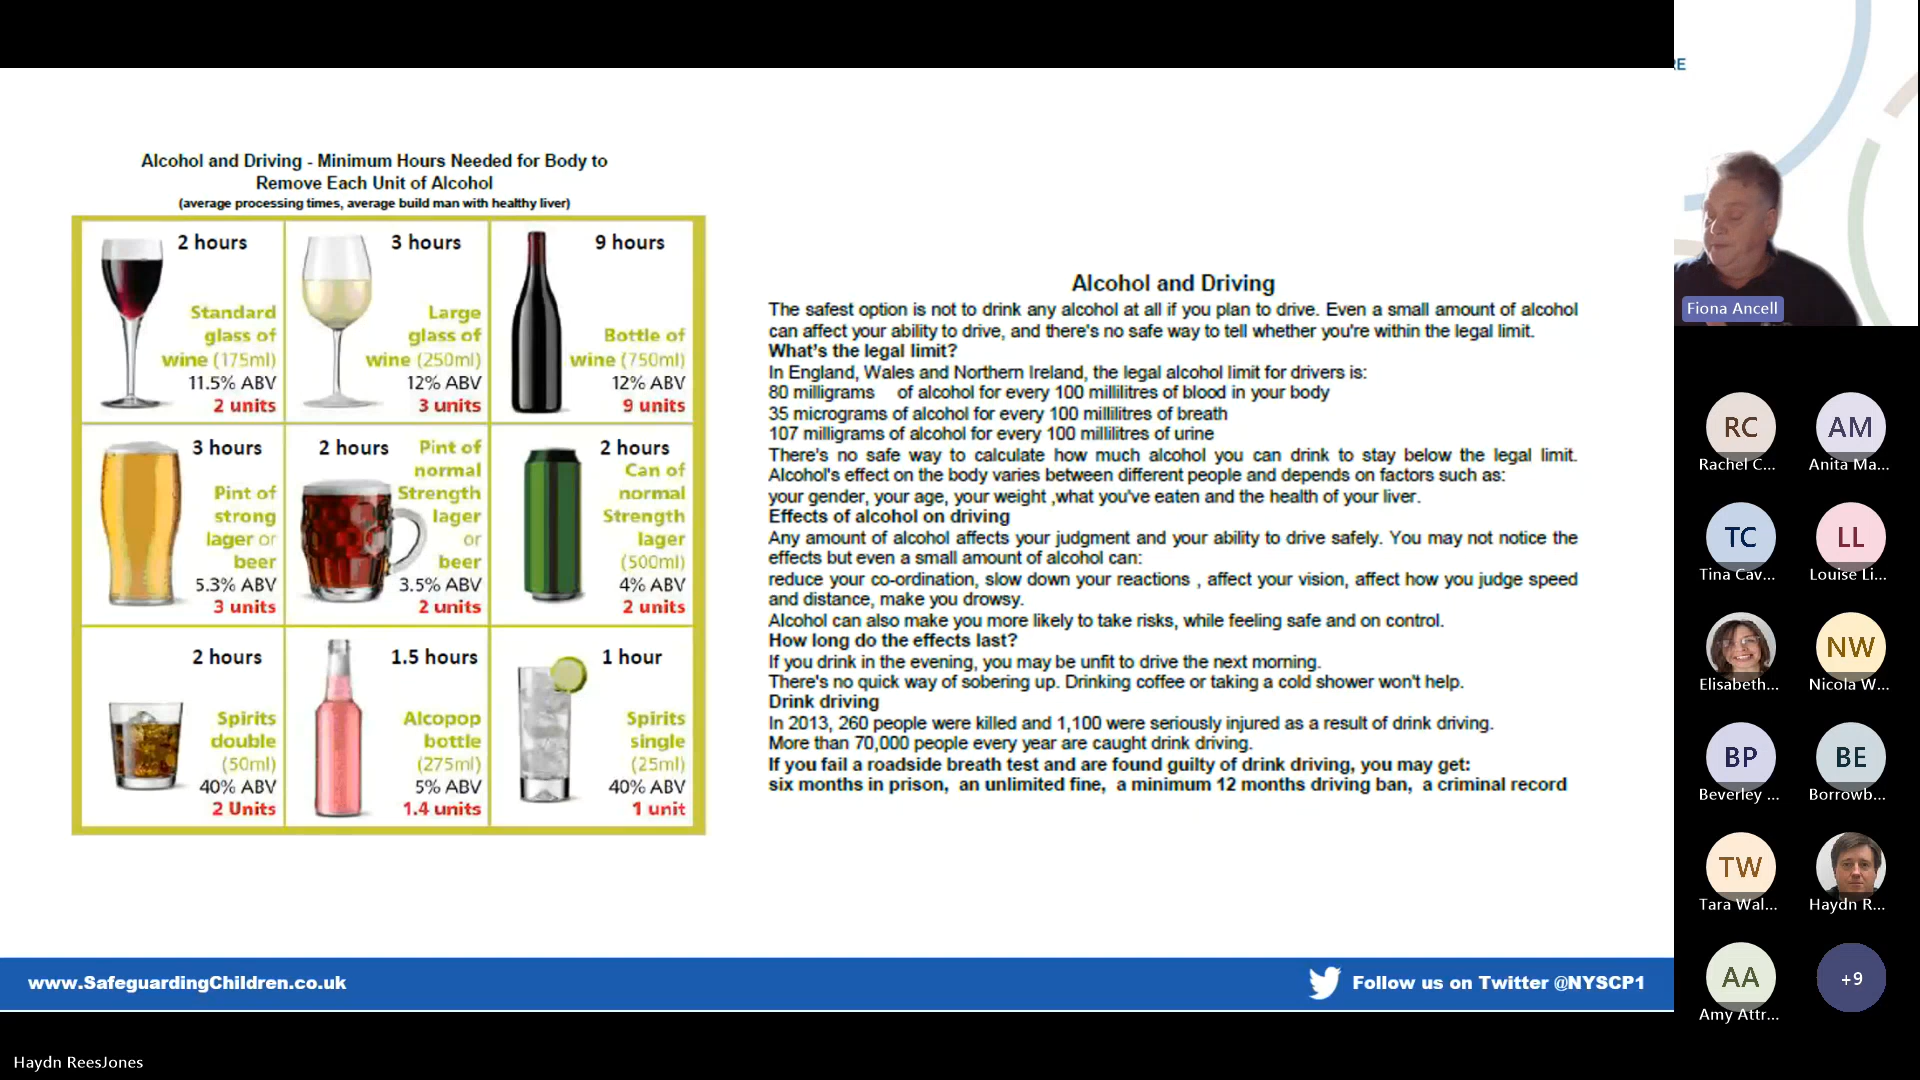 RE
Alcohol and Driving - Minimum Hours Needed for Body to
Remove Each Unit of Alcohol
(average processing times, average build man with healthy liver)
2 hours
Standard
glass of
wine (175ml)
11.5% ABV
2 units
3 hours
Large
glass of
wine (250ml)
12% ABV
3 units
9 hours
Bottle of
wine (750ml)
12% ABV
9 units
3 hours
Pint of
strong
lager or
beer
5.3% ABV
3 units
2 hours
Pint of
normal
Strength
lager
or
beer
3.5% ABV
2 units
2 hours
Can of
normal
Strength
lager
(500ml)
4% ABV
2 units
2 hours
Spirits
double
(50ml)
40% ABV
2 Units
1.5 hours
Alcopop
bottle
(275ml)
5% ABV
1.4 units
1 hour
Spirits
single
(25ml)
40% ABV
1 unit
Alcohol and Driving
The safest option is not to drink any alcohol at all if you plan to drive. Even a small amount of alcohol
can affect your ability to drive, and there's no safe way to tell whether you're within the legal limit.
What's the legal limit?
In England, Wales and Northern Ireland, the legal alcohol limit for drivers is:
80 milligrams of alcohol for every 100 millilitres of blood in your body
35 micrograms of alcohol for every 100 millilitres of breath
107 milligrams of alcohol for every 100 millilitres of urine
There's no safe way to calculate how much alcohol you can drink to stay below the legal limit.
Alcohol's effect on the body varies between different people and depends on factors such as:
your gender, your age, your weight ,what you've eaten and the health of your liver.
Effects of alcohol on driving
Any amount of alcohol affects your judgment and your ability to drive safely. You may not notice the
effects but even a small amount of alcohol can:
reduce your co-ordination, slow down your reactions , affect your vision, affect how you judge speed
and distance, make you drowsy.
Alcohol can also make you more likely to take risks, while feeling safe and on control.
How long do the effects last?
If you drink in the evening, you may be unfit to drive the next morning.
There's no quick way of sobering up. Drinking coffee or taking a cold shower won't help.
Drink driving
In 2013, 260 people were killed and 1,100 were seriously injured as a result of drink driving.
More than 70,000 people every year are caught drink driving.
If you fail a roadside breath test and are found guilty of drink driving, you may get:
six months in prison, an unlimited fine, a minimum 12 months driving ban, a criminal record
www.SafeguardingChildren.co.uk
Follow us on Twitter @NYSCP1
Haydn ReesJones
Fiona Ancell
RC
Rachel C...
AM
Anita Ma...
TC
Tina Cav...
LL
Louise Li...
Elisabeth...
NW
Nicola W...
BP
Beverley ...
BE
Borrowb...
TW
Tara Wal...
Haydn R...
AA
Amy Attr...
+9